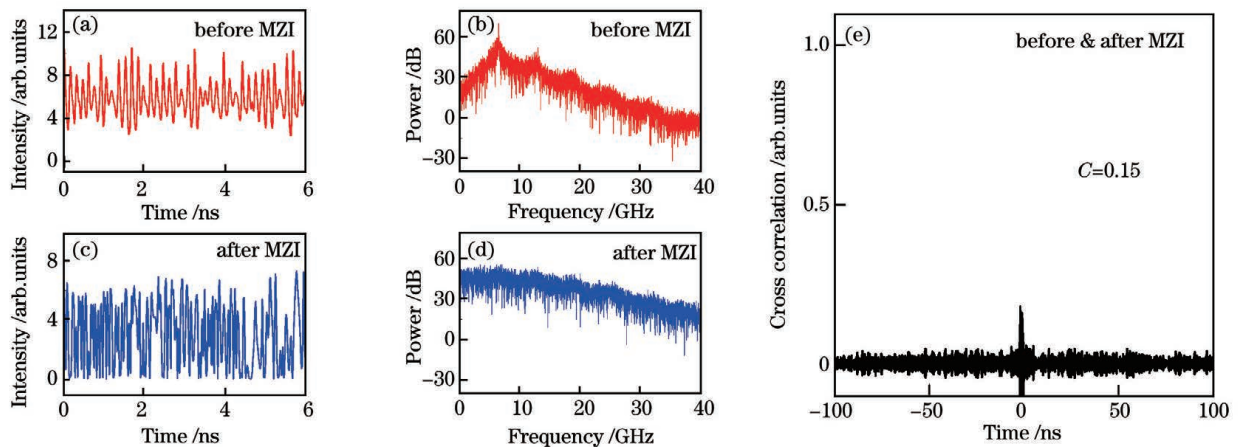 (a)
before MZI
12
8
4
0
Intensity /arb.units
0 2 4 6
Time /ns
(b)
before MZI
60
30
0
−30
Power /dB
0 10 20 30 40
Frequency /GHz
(c)
after MZI
8
4
0
Intensity /arb.units
0 2 4 6
Time /ns
(d)
after MZI
60
30
0
−30
Power /dB
0 10 20 30 40
Frequency /GHz
(e)
before & after MZI
1.0
C=0.15
0.5
0
Cross correlation /arb.units
−100 −50 0 50 100
Time /ns